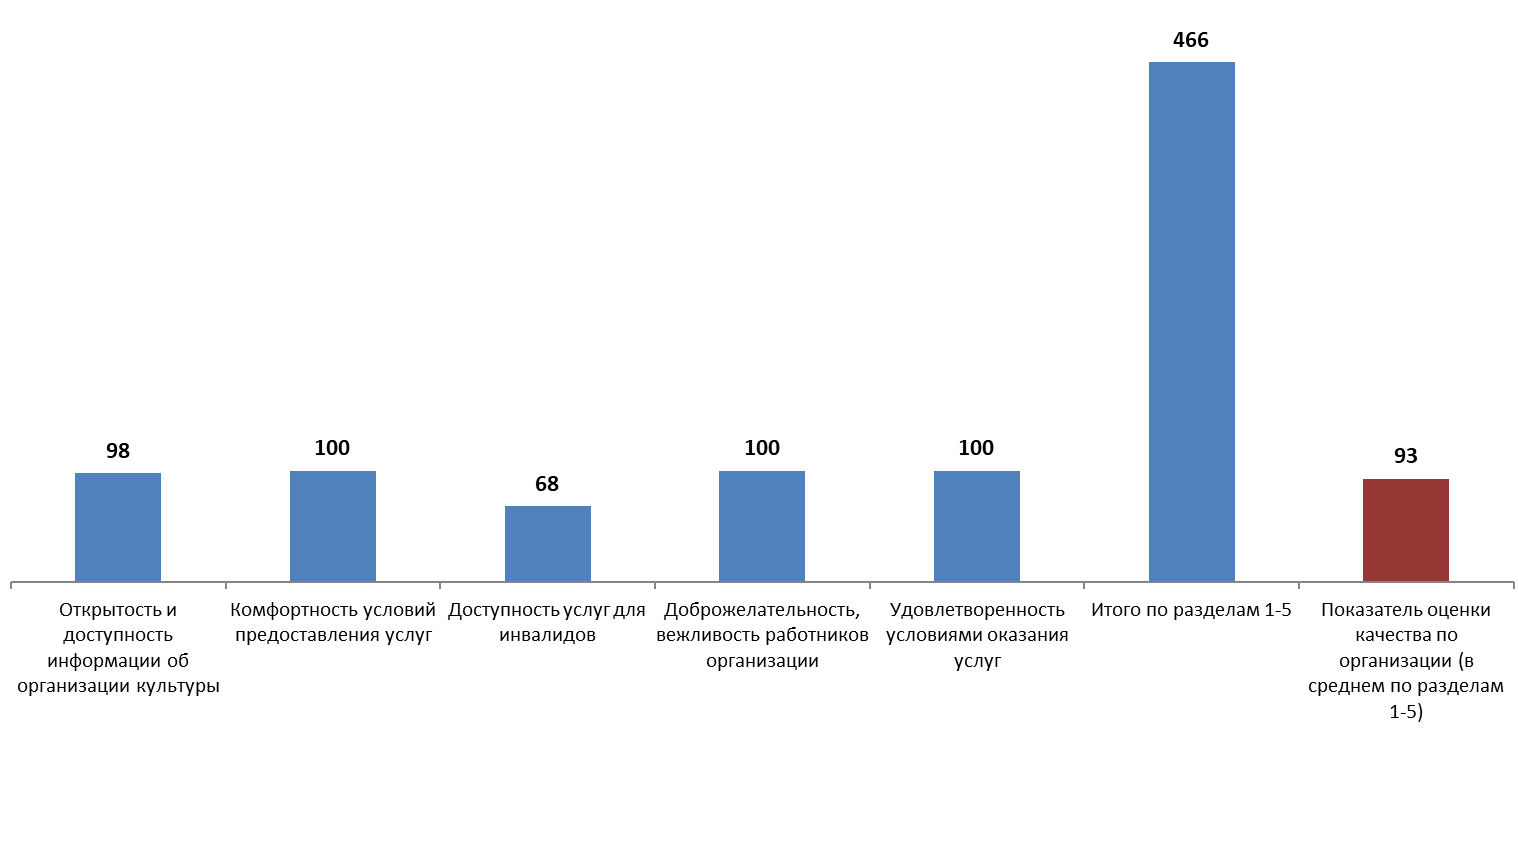 466
98
100
68
100
100
93
Открытость и
доступность
информации об
организации культуры
Комфортность условий
предоставления услуг
Доступность услуг для
инвалидов
Доброжелательность,
вежливость работников
организации
Удовлетворенность
условиями оказания
услуг
Итого по разделам 1-5
Показатель оценки
качества по
организации (в
среднем по разделам
1-5)